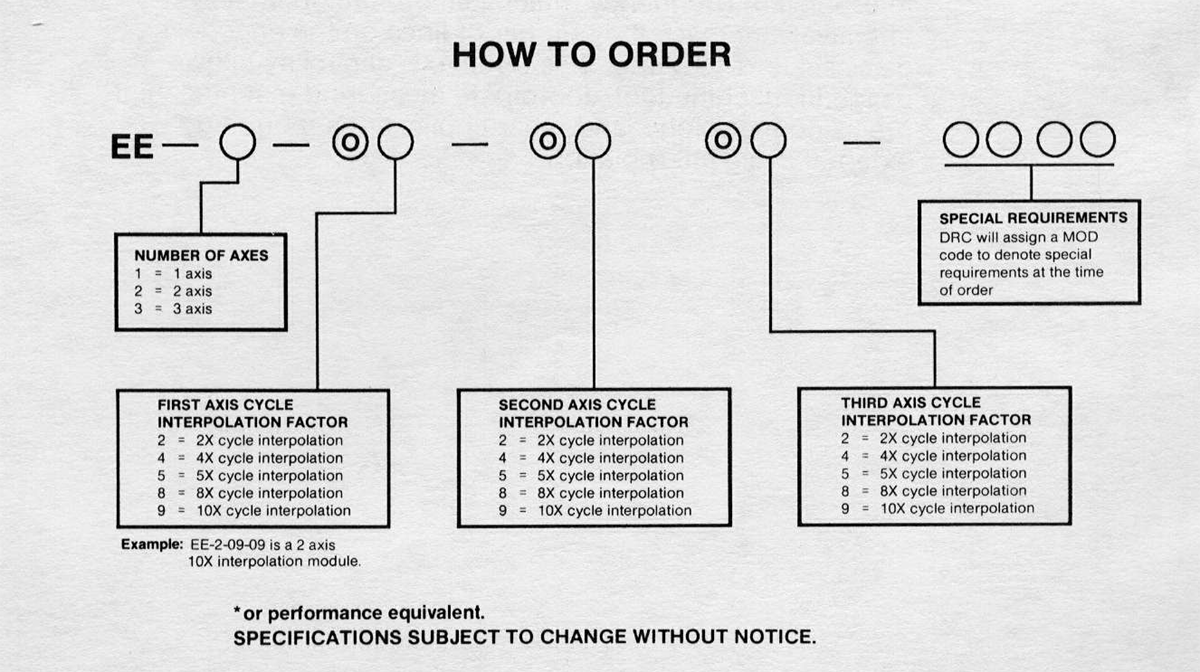 HOW TO ORDER
EE — ○ — ⓞ○ — ⓞ○ ⓞ○ — ○○○○
NUMBER OF AXES
1 = 1 axis
2 = 2 axis
3 = 3 axis
SPECIAL REQUIREMENTS
DRC will assign a MOD
code to denote special
requirements at the time
of order
FIRST AXIS CYCLE
INTERPOLATION FACTOR
2 = 2X cycle interpolation
4 = 4X cycle interpolation
5 = 5X cycle interpolation
8 = 8X cycle interpolation
9 = 10X cycle interpolation
SECOND AXIS CYCLE
INTERPOLATION FACTOR
2 = 2X cycle interpolation
4 = 4X cycle interpolation
5 = 5X cycle interpolation
8 = 8X cycle interpolation
9 = 10X cycle interpolation
THIRD AXIS CYCLE
INTERPOLATION FACTOR
2 = 2X cycle interpolation
4 = 4X cycle interpolation
5 = 5X cycle interpolation
8 = 8X cycle interpolation
9 = 10X cycle interpolation
Example: EE-2-09-09 is a 2 axis
10X interpolation module.
*or performance equivalent.
SPECIFICATIONS SUBJECT TO CHANGE WITHOUT NOTICE.